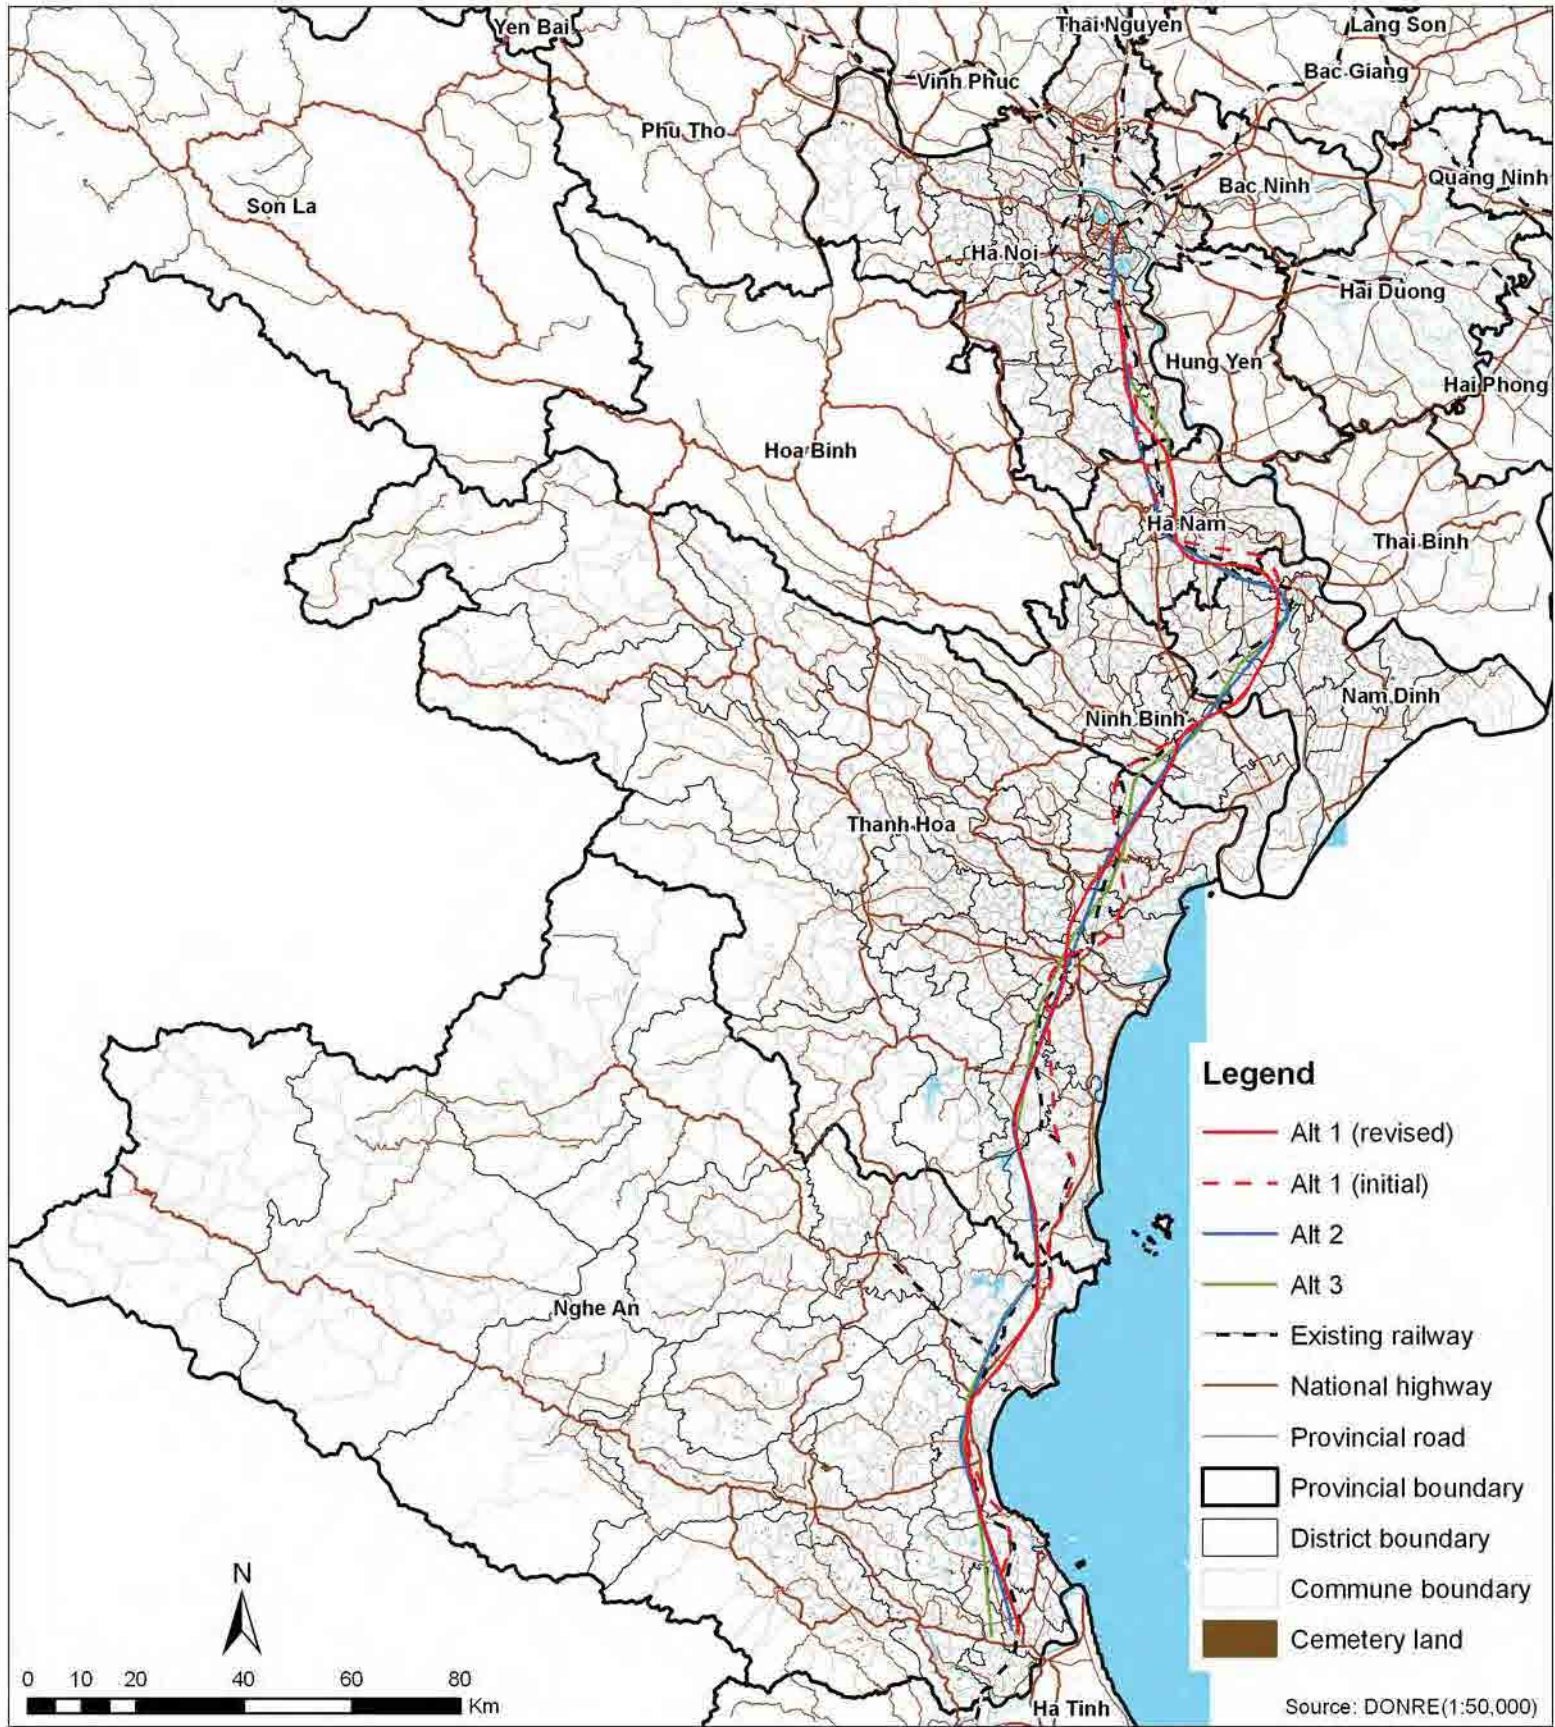 Yen Bai
Thai Nguyen
Lang Son
Vinh Phuc
Bac Giang
Phu Tho
Bac Ninh
Quang Ninh
Son La
Ha Noi
Hai Duong
Hung Yen
Hai Phong
Hoa Binh
Ha Nam
Thai Binh
Nam Dinh
Ninh Binh
Thanh Hoa
Nghe An
Ha Tinh
Legend
Alt 1 (revised)
Alt 1 (initial)
Alt 2
Alt 3
Existing railway
National highway
Provincial road
Provincial boundary
District boundary
Commune boundary
Cemetery land
N
0 10 20 40 60 80
Km
Source: DONRE(1:50,000)